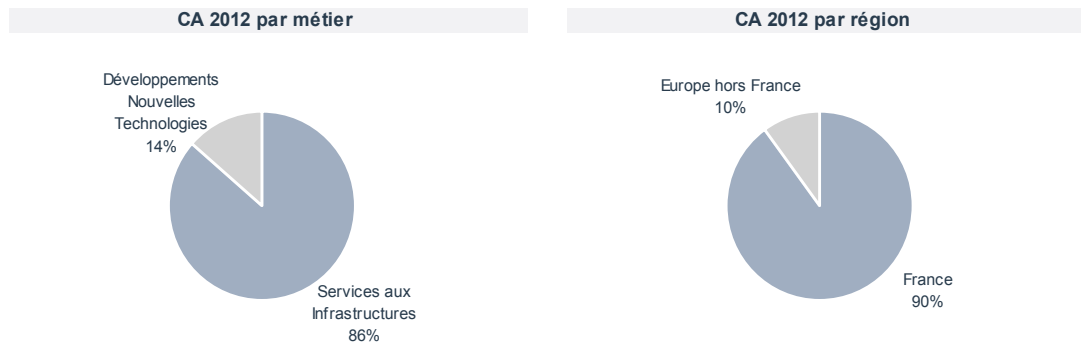 CA 2012 par métier
Développements
Nouvelles
Technologies
14%
Services aux
Infrastructures
86%
CA 2012 par région
Europe hors France
10%
France
90%